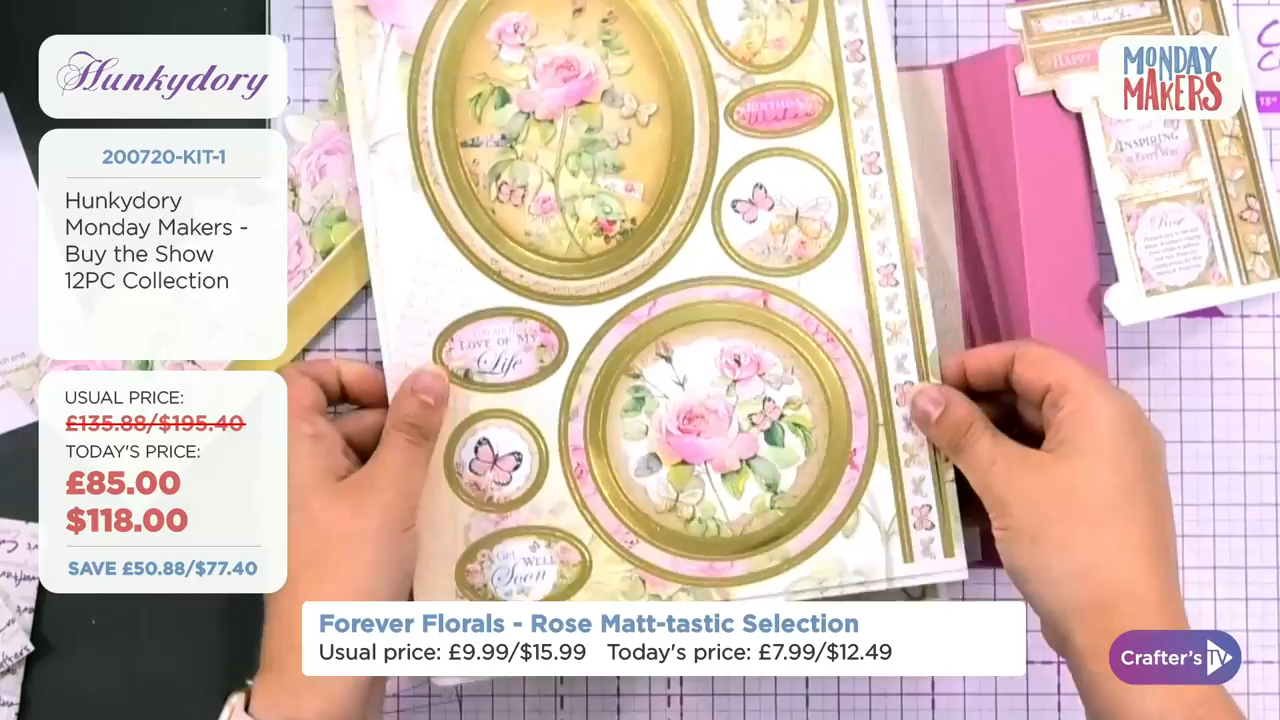 Hunkydory
200720-KIT-1
Hunkydory
Monday Makers -
Buy the Show
12PC Collection
USUAL PRICE:
£135.88/$195.40
TODAY'S PRICE:
£85.00
$118.00
SAVE £50.88/$77.40
MONDAY
MAKERS
BIRTHDAY
Wishes
LOVE OF MY
Life
Get WELL
Soon
HAPPY
INSPIRING
in Every Way
Rose
Forever Florals - Rose Matt-tastic Selection
Usual price: £9.99/$15.99 Today's price: £7.99/$12.49
Crafter's TV